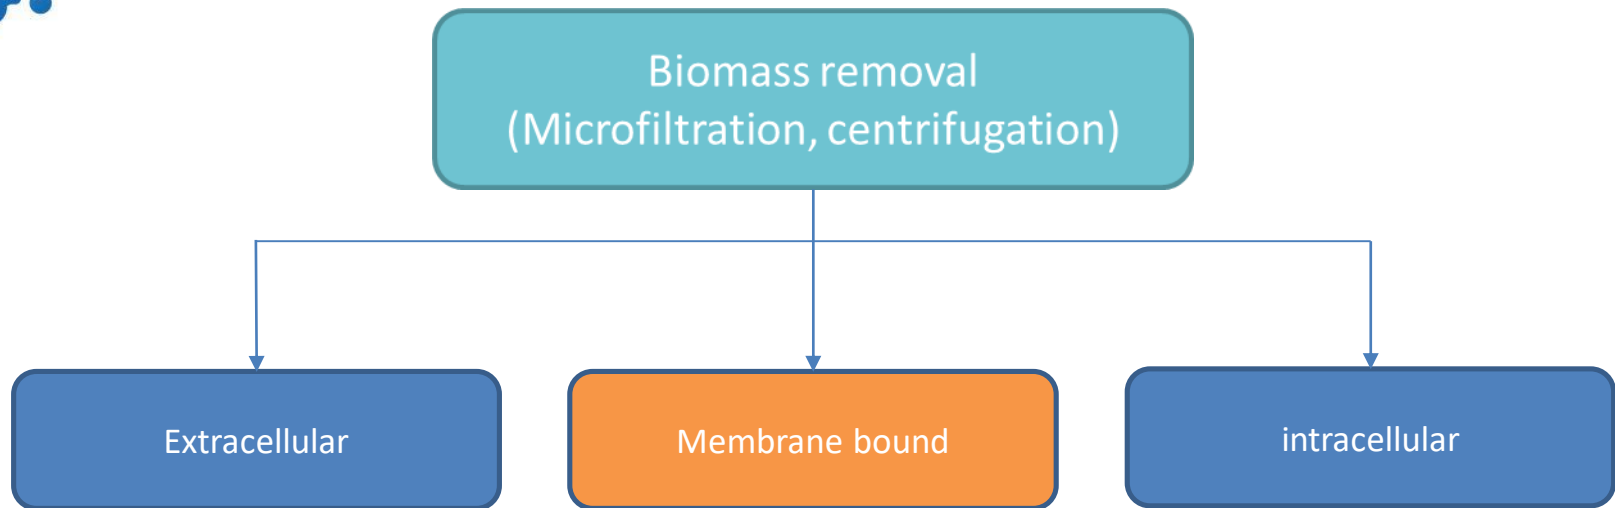 Biomass removal
(Microfiltration, centrifugation)
Extracellular
Membrane bound
intracellular